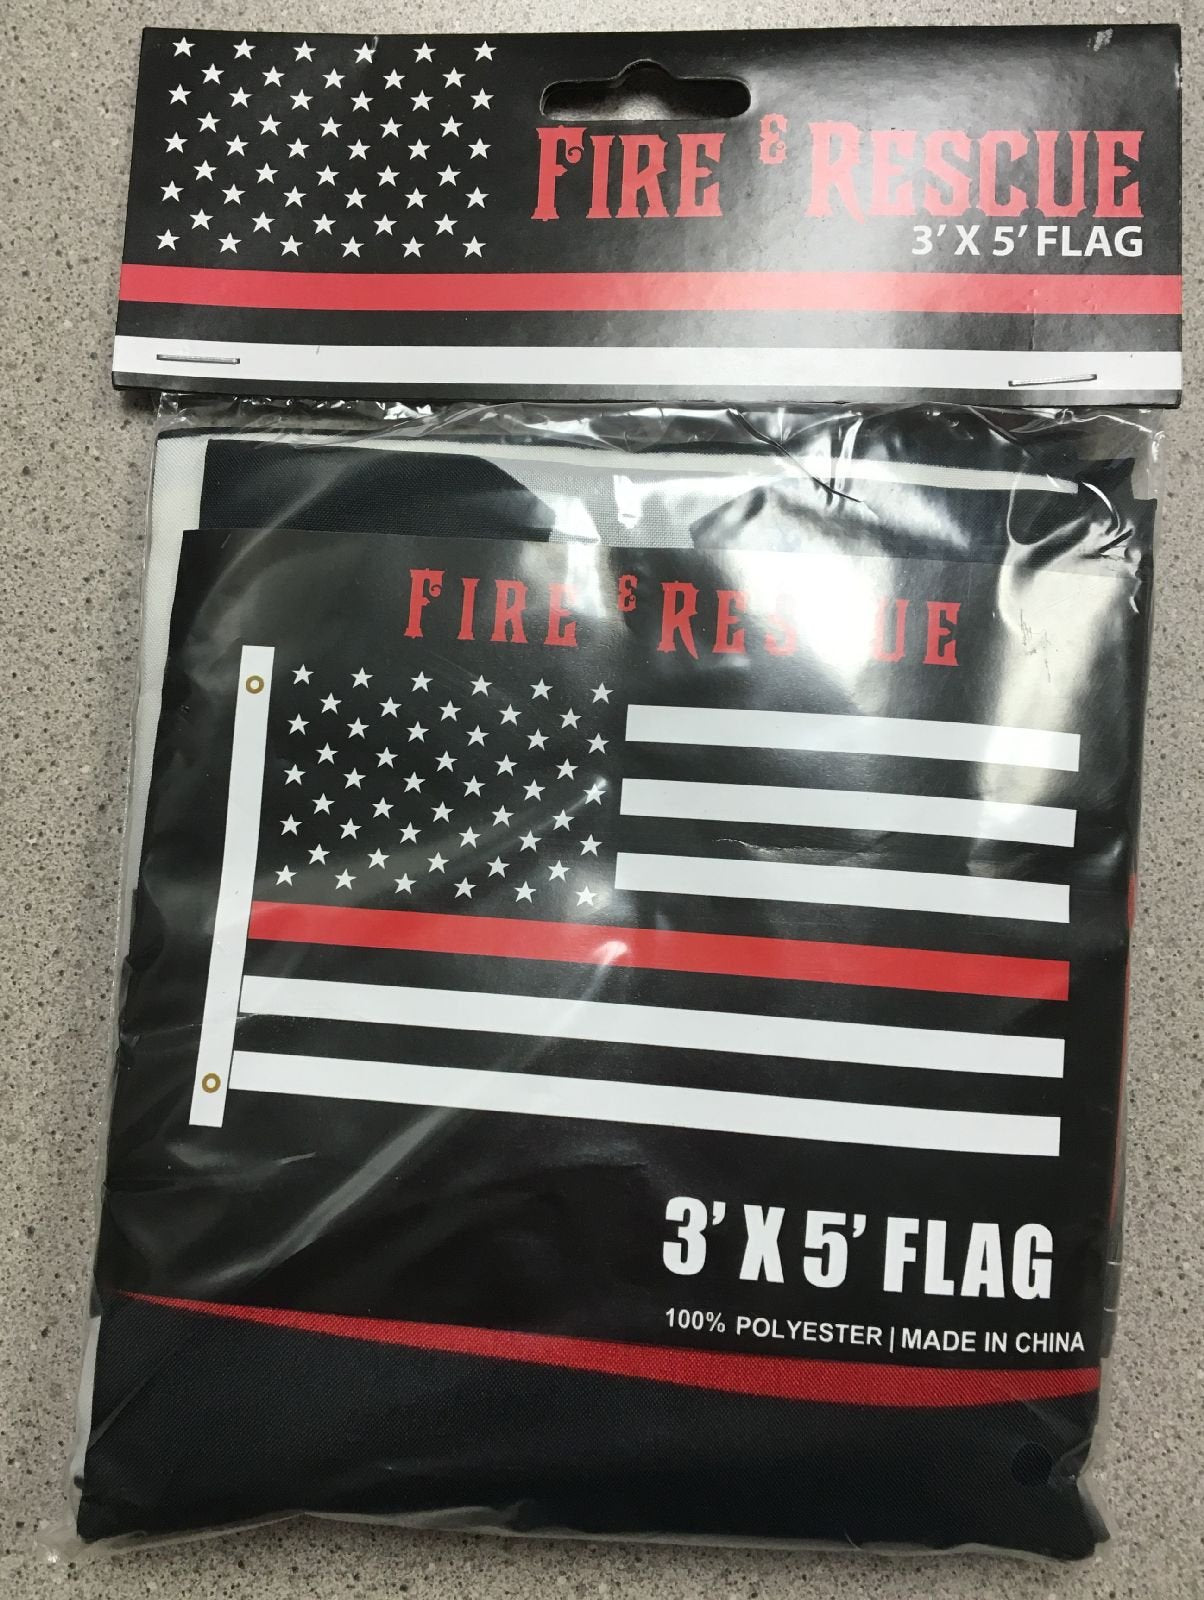 FIRE & RESCUE
3' X 5' FLAG
FIRE & RESCUE
3' X 5' FLAG
100% POLYESTER | MADE IN CHINA